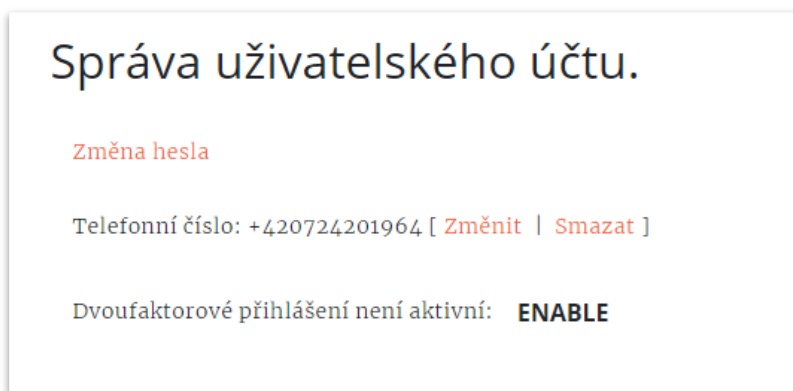 Správa uživatelského účtu.
Změna hesla
Telefonní číslo: +420724201964 [ Změnit | Smazat ]
Dvoufaktorové přihlášení není aktivní: ENABLE